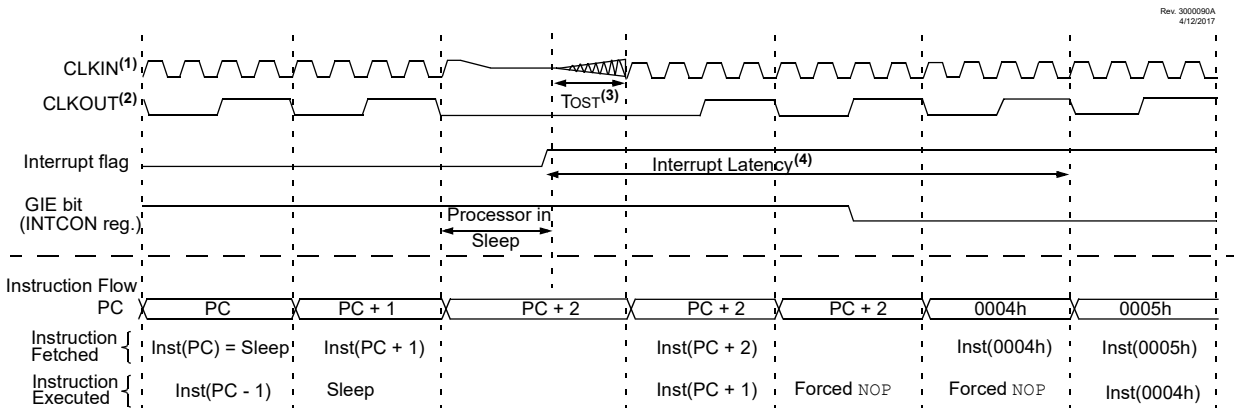 Rev. 3000090A
4/12/2017
CLKIN(1)
CLKOUT(2)
TOST(3)
Interrupt flag
Interrupt Latency(4)
GIE bit
(INTCON reg.)
Processor in
Sleep
Instruction Flow
PC PC PC + 1 PC + 2 PC + 2 PC + 2 0004h 0005h
Instruction
Fetched { Inst(PC) = Sleep Inst(PC + 1) Inst(PC + 2) Inst(0004h) Inst(0005h)
Instruction
Executed { Inst(PC - 1) Sleep Inst(PC + 1) Forced NOP Forced NOP Inst(0004h)